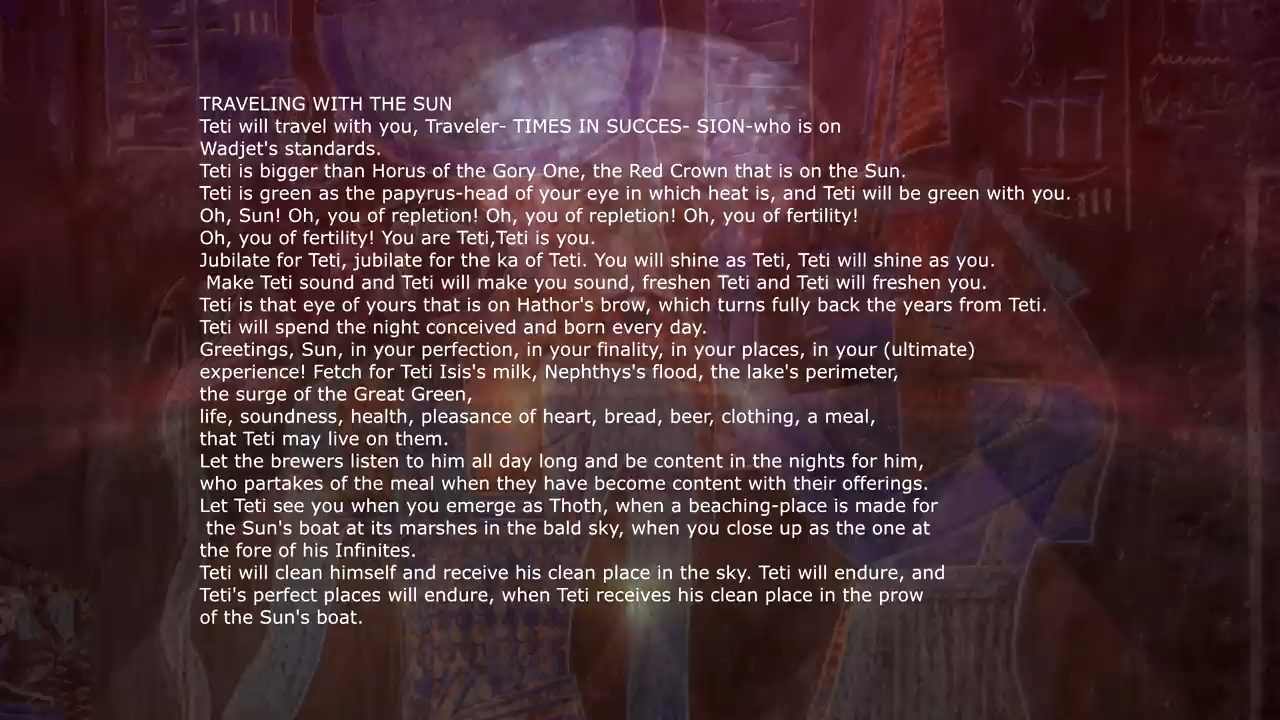 TRAVELING WITH THE SUN
Teti will travel with you, Traveler- TIMES IN SUCCES- SION-who is on
Wadjet's standards.
Teti is bigger than Horus of the Gory One, the Red Crown that is on the Sun.
Teti is green as the papyrus-head of your eye in which heat is, and Teti will be green with you.
Oh, Sun! Oh, you of repletion! Oh, you of repletion! Oh, you of fertility!
Oh, you of fertility! You are Teti,Teti is you.
Jubilate for Teti, jubilate for the ka of Teti. You will shine as Teti, Teti will shine as you.
Make Teti sound and Teti will make you sound, freshen Teti and Teti will freshen you.
Teti is that eye of yours that is on Hathor's brow, which turns fully back the years from Teti.
Teti will spend the night conceived and born every day.
Greetings, Sun, in your perfection, in your finality, in your places, in your (ultimate)
experience! Fetch for Teti Isis's milk, Nephthys's flood, the lake's perimeter,
the surge of the Great Green,
life, soundness, health, pleasance of heart, bread, beer, clothing, a meal,
that Teti may live on them.
Let the brewers listen to him all day long and be content in the nights for him,
who partakes of the meal when they have become content with their offerings.
Let Teti see you when you emerge as Thoth, when a beaching-place is made for
the Sun's boat at its marshes in the bald sky, when you close up as the one at
the fore of his Infinites.
Teti will clean himself and receive his clean place in the sky. Teti will endure, and
Teti's perfect places will endure, when Teti receives his clean place in the prow
of the Sun's boat.